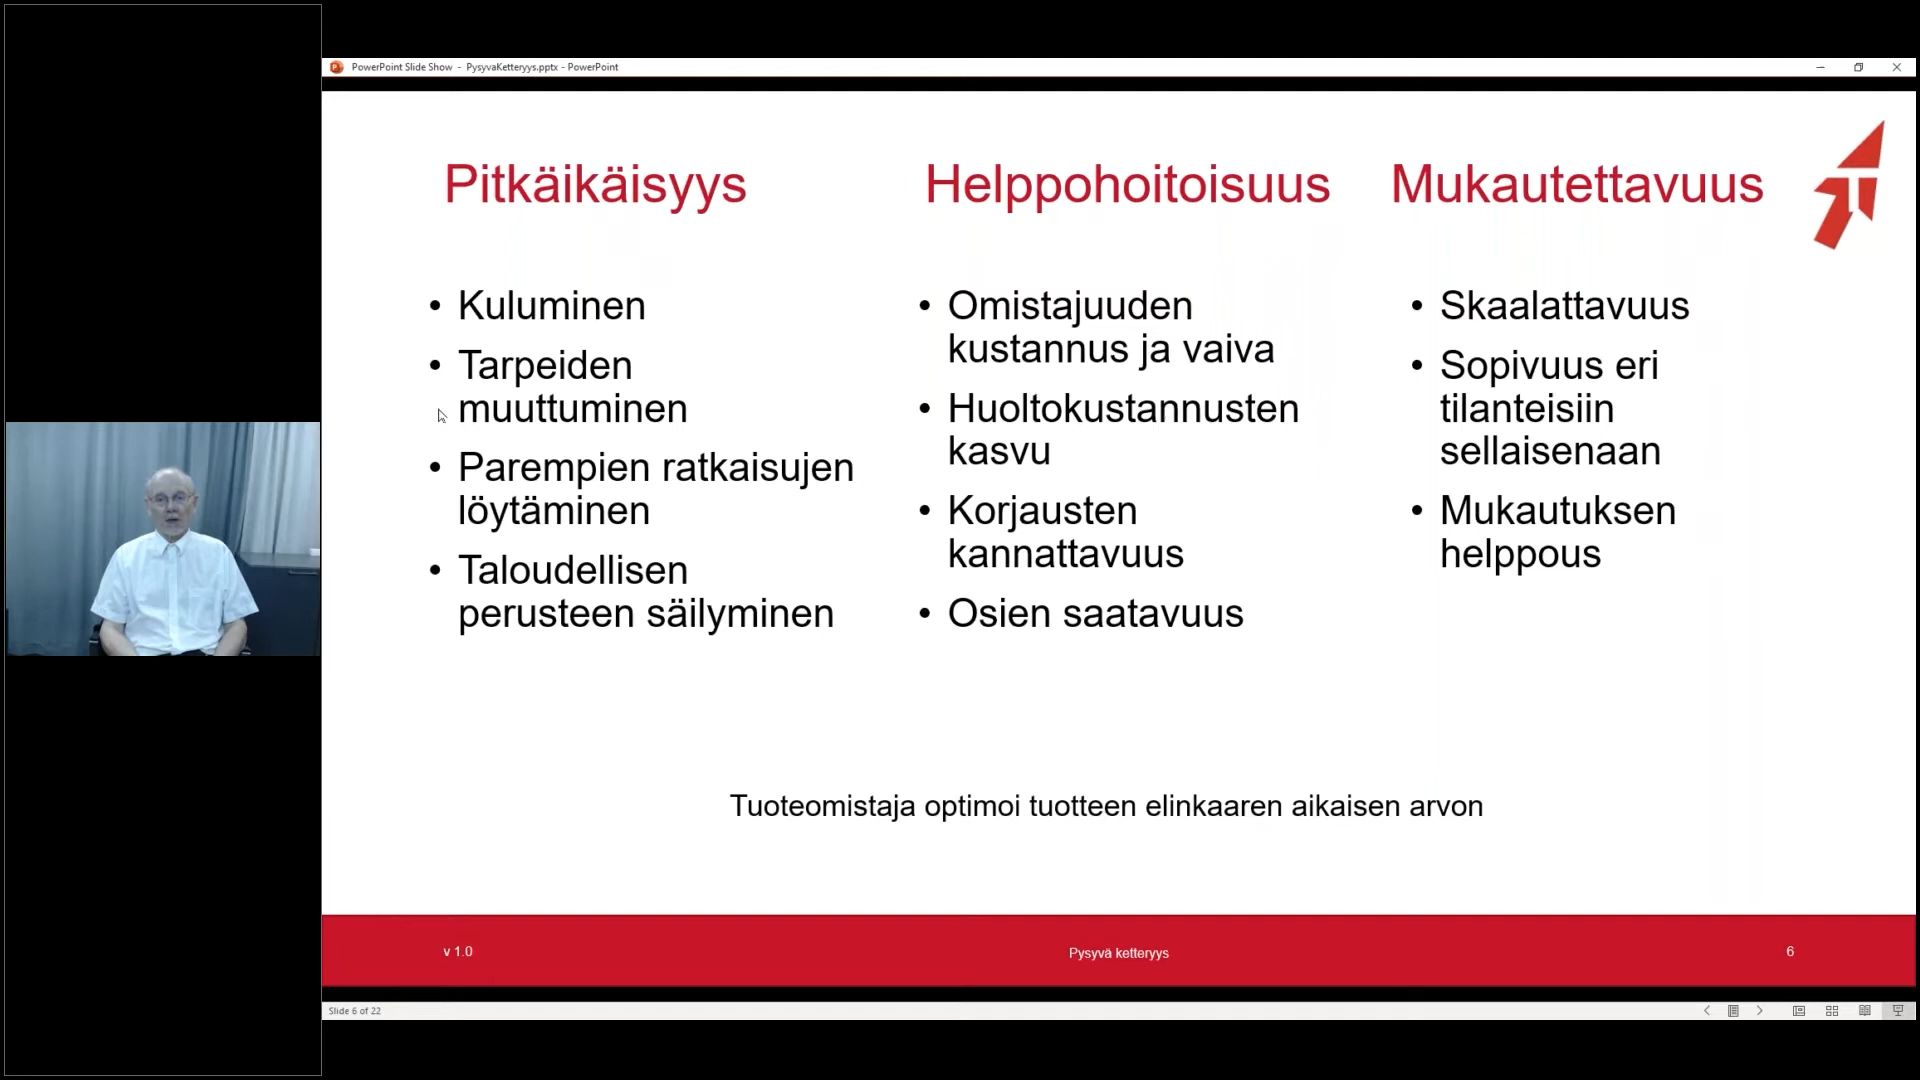 PowerPoint Slide Show - PysyvaKetteryys.pptx - PowerPoint
Pitkäikäisyys
• Kuluminen
• Tarpeiden
muuttuminen
• Parempien ratkaisujen
löytäminen
• Taloudellisen
perusteen säilyminen
Helppohoitoisuus
• Omistajuuden
kustannus ja vaiva
• Huoltokustannusten
kasvu
• Korjausten
kannattavuus
• Osien saatavuus
Mukautettavuus
• Skaalattavuus
• Sopivuus eri
tilanteisiin
sellaisenaan
• Mukautuksen
helppous
Tuoteomistaja optimoi tuotteen elinkaaren aikaisen arvon
v 1.0
Pysyvä ketteryys
6
Slide 6 of 22